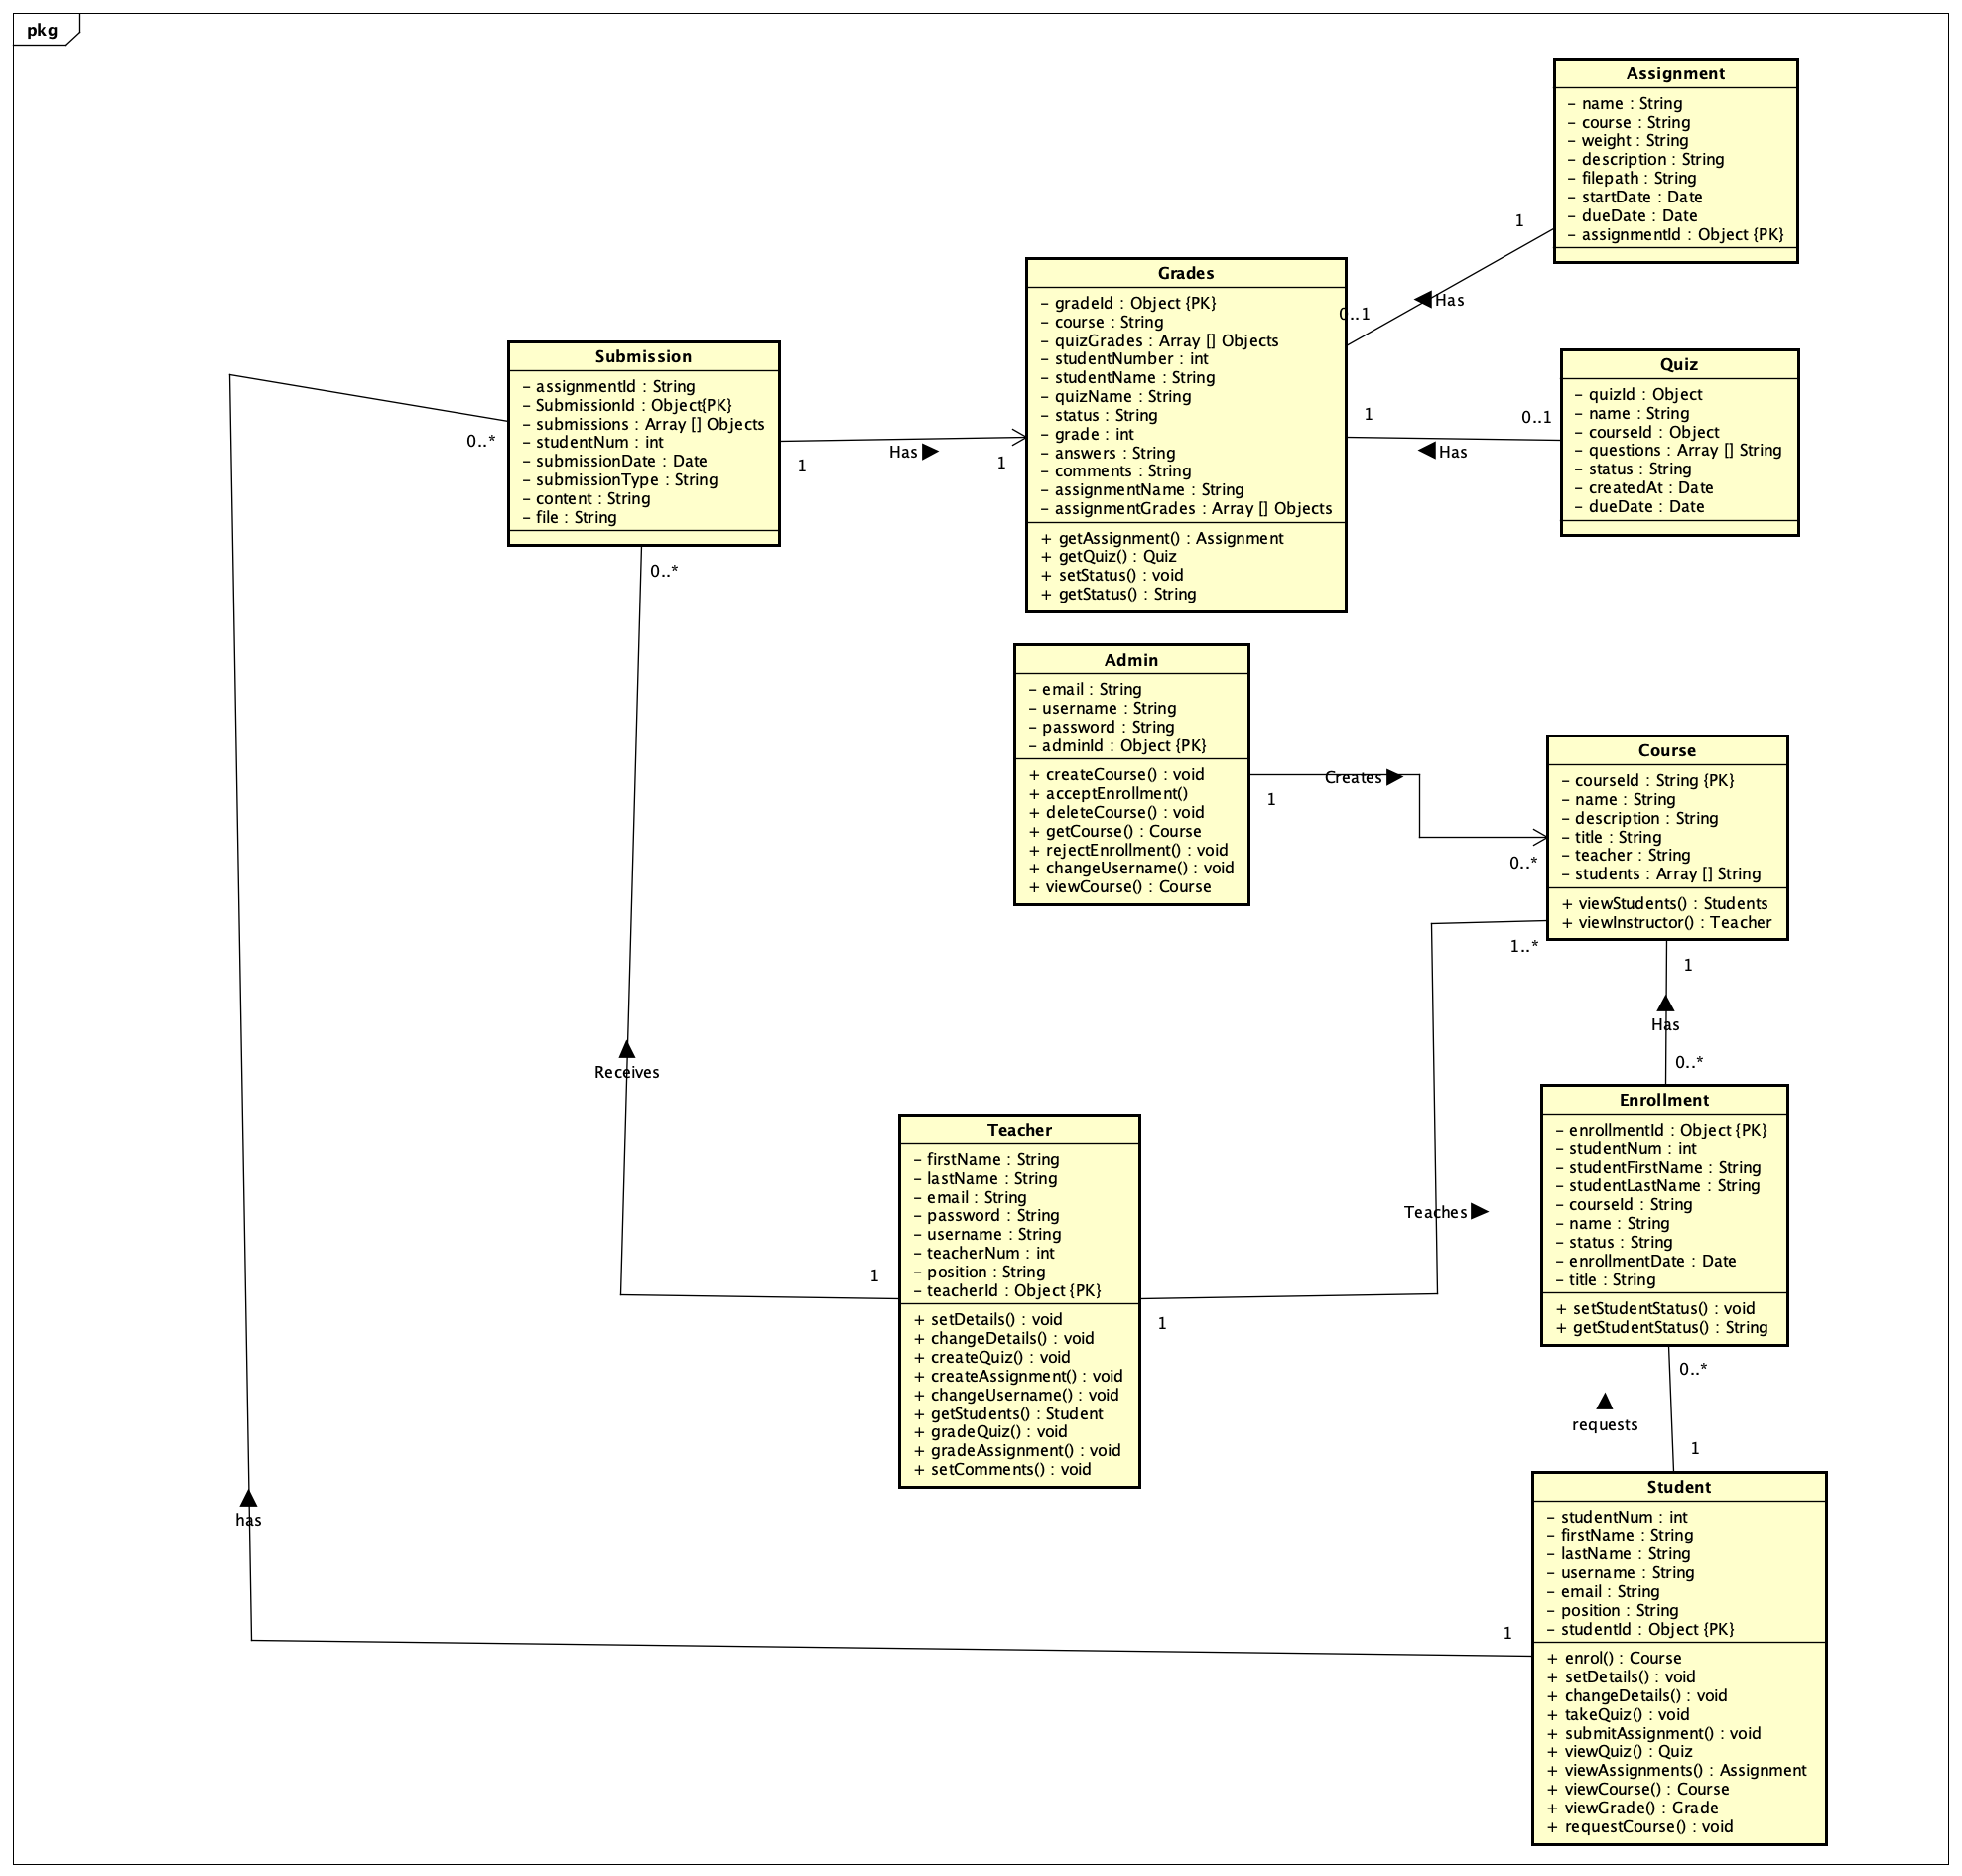 pkg
Assignment
– name : String
– course : String
– weight : String
– description : String
– filepath : String
– startDate : Date
– dueDate : Date
– assignmentId : Object {PK}
1
Has
0..1
Grades
– gradeId : Object {PK}
– course : String
– quizGrades : Array [] Objects
– studentNumber : int
– studentName : String
– quizName : String
– status : String
– grade : int
– answers : String
– comments : String
– assignmentName : String
– assignmentGrades : Array [] Objects
+ getAssignment() : Assignment
+ getQuiz() : Quiz
+ setStatus() : void
+ getStatus() : String
Submission
– assignmentId : String
– SubmissionId : Object{PK}
– submissions : Array [] Objects
– studentNum : int
– submissionDate : Date
– submissionType : String
– content : String
– file : String
0..*
0..*
1
Has
1
Quiz
– quizId : Object
– name : String
– courseId : Object
– questions : Array [] String
– status : String
– createdAt : Date
– dueDate : Date
1
0..1
Has
Admin
– email : String
– username : String
– password : String
– adminId : Object {PK}
+ createCourse() : void
+ acceptEnrollment()
+ deleteCourse() : void
+ getCourse() : Course
+ rejectEnrollment() : void
+ changeUsername() : void
+ viewCourse() : Course
1
Creates
0..*
Course
– courseId : String {PK}
– name : String
– description : String
– title : String
– teacher : String
– students : Array [] String
+ viewStudents() : Students
+ viewInstructor() : Teacher
1..*
1
Has
0..*
Receives
Enrollment
– enrollmentId : Object {PK}
– studentNum : int
– studentFirstName : String
– studentLastName : String
– courseId : String
– name : String
– status : String
– enrollmentDate : Date
– title : String
+ setStudentStatus() : void
+ getStudentStatus() : String
Teacher
– firstName : String
– lastName : String
– email : String
– password : String
– username : String
– teacherNum : int
– position : String
– teacherId : Object {PK}
+ setDetails() : void
+ changeDetails() : void
+ createQuiz() : void
+ createAssignment() : void
+ changeUsername() : void
+ getStudents() : Student
+ gradeQuiz() : void
+ gradeAssignment() : void
+ setComments() : void
1
1
Teaches
0..*
requests
1
has
1
Student
– studentNum : int
– firstName : String
– lastName : String
– username : String
– email : String
– position : String
– studentId : Object {PK}
+ enrol() : Course
+ setDetails() : void
+ changeDetails() : void
+ takeQuiz() : void
+ submitAssignment() : void
+ viewQuiz() : Quiz
+ viewAssignments() : Assignment
+ viewCourse() : Course
+ viewGrade() : Grade
+ requestCourse() : void